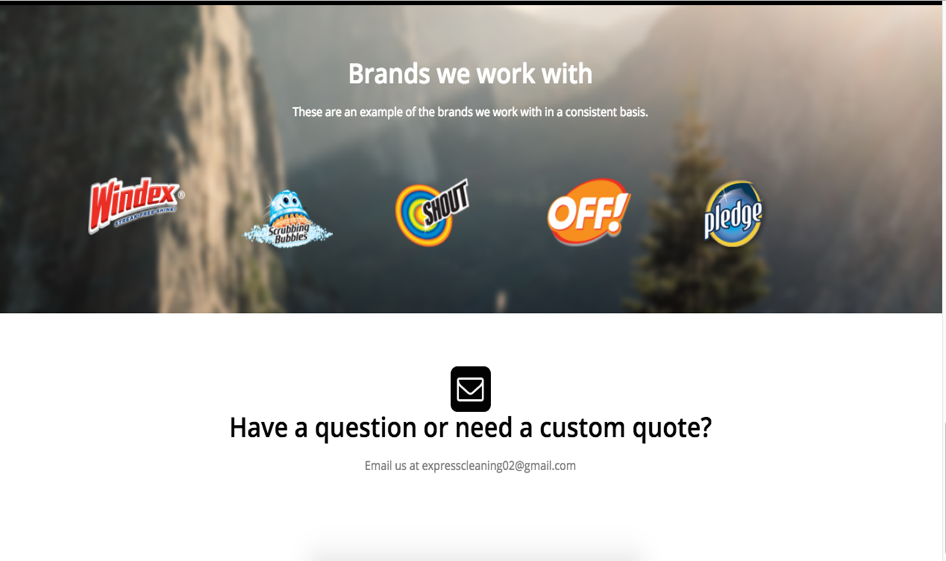 Brands we work with
These are an example of the brands we work with in a consistent basis.
Windex®
STREAK-FREE SHINE
Scrubbing
Bubbles
SHOUT
OFF!
pledge
Have a question or need a custom quote?
Email us at expresscleaning02@gmail.com